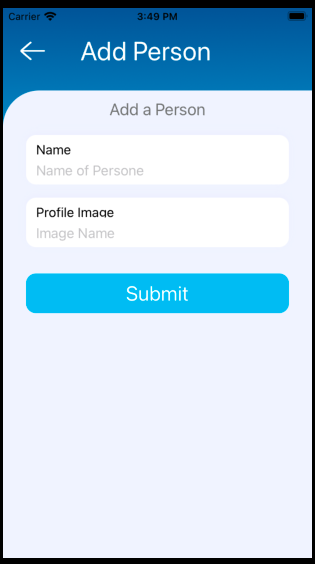 Carrier 3:49 PM
Add Person
Add a Person
Name
Name of Persone
Profile Image
Image Name
Submit